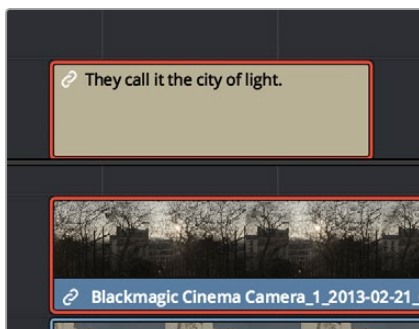 They call it the city of light.
Blackmagic Cinema Camera_1_2013-02-21_